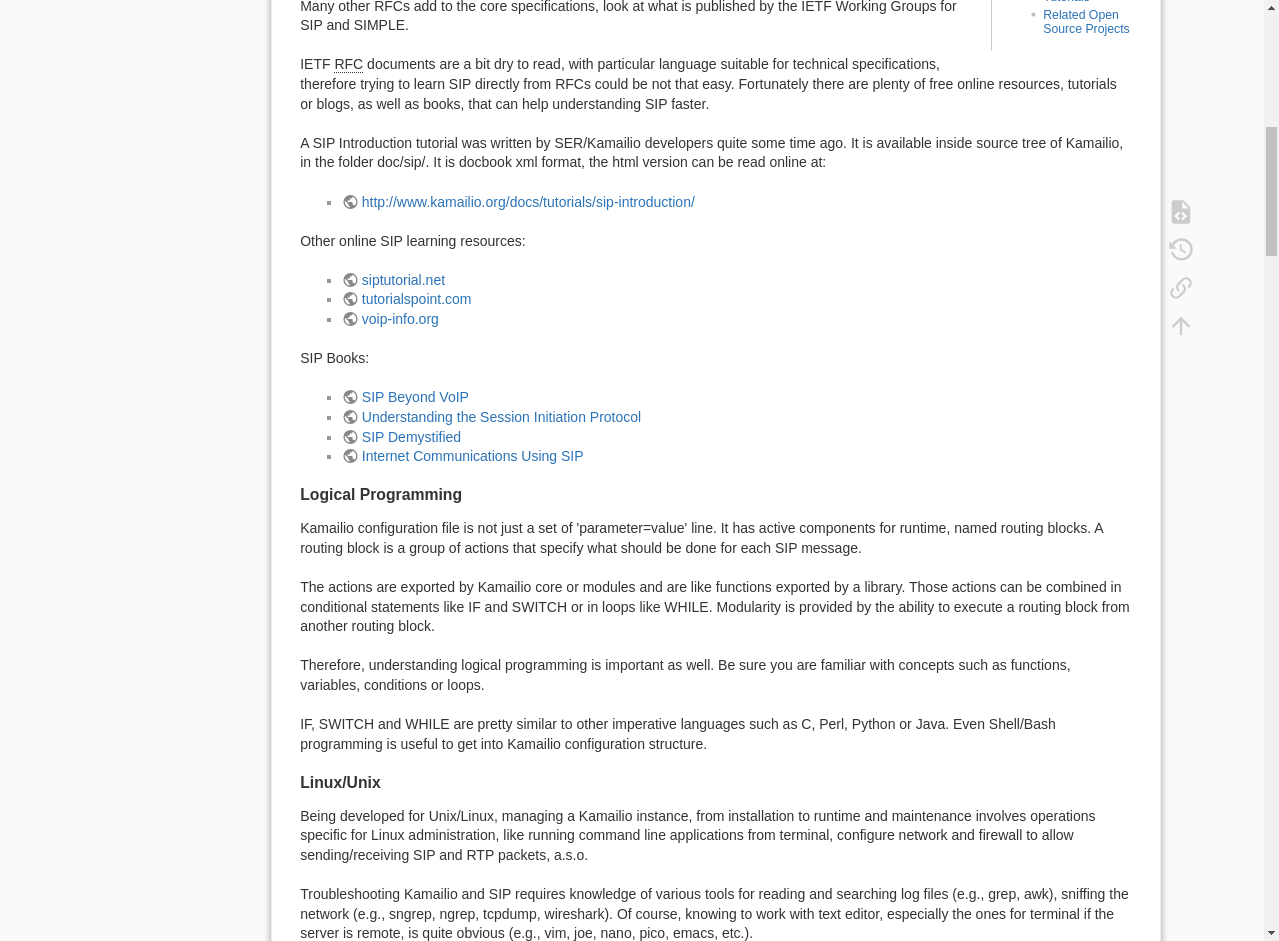 Many other RFCs add to the core specifications, look at what is published by the IETF Working Groups for
SIP and SIMPLE.
Related Open
Source Projects
IETF RFC documents are a bit dry to read, with particular language suitable for technical specifications,
therefore trying to learn SIP directly from RFCs could be not that easy. Fortunately there are plenty of free online resources, tutorials
or blogs, as well as books, that can help understanding SIP faster.
A SIP Introduction tutorial was written by SER/Kamailio developers quite some time ago. It is available inside source tree of Kamailio,
in the folder doc/sip/. It is docbook xml format, the html version can be read online at:
http://www.kamailio.org/docs/tutorials/sip-introduction/
Other online SIP learning resources:
siptutorial.net
tutorialspoint.com
voip-info.org
SIP Books:
SIP Beyond VoIP
Understanding the Session Initiation Protocol
SIP Demystified
Internet Communications Using SIP
Logical Programming
Kamailio configuration file is not just a set of 'parameter=value' line. It has active components for runtime, named routing blocks. A
routing block is a group of actions that specify what should be done for each SIP message.
The actions are exported by Kamailio core or modules and are like functions exported by a library. Those actions can be combined in
conditional statements like IF and SWITCH or in loops like WHILE. Modularity is provided by the ability to execute a routing block from
another routing block.
Therefore, understanding logical programming is important as well. Be sure you are familiar with concepts such as functions,
variables, conditions or loops.
IF, SWITCH and WHILE are pretty similar to other imperative languages such as C, Perl, Python or Java. Even Shell/Bash
programming is useful to get into Kamailio configuration structure.
Linux/Unix
Being developed for Unix/Linux, managing a Kamailio instance, from installation to runtime and maintenance involves operations
specific for Linux administration, like running command line applications from terminal, configure network and firewall to allow
sending/receiving SIP and RTP packets, a.s.o.
Troubleshooting Kamailio and SIP requires knowledge of various tools for reading and searching log files (e.g., grep, awk), sniffing the
network (e.g., sngrep, ngrep, tcpdump, wireshark). Of course, knowing to work with text editor, especially the ones for terminal if the
server is remote, is quite obvious (e.g., vim, joe, nano, pico, emacs, etc.).